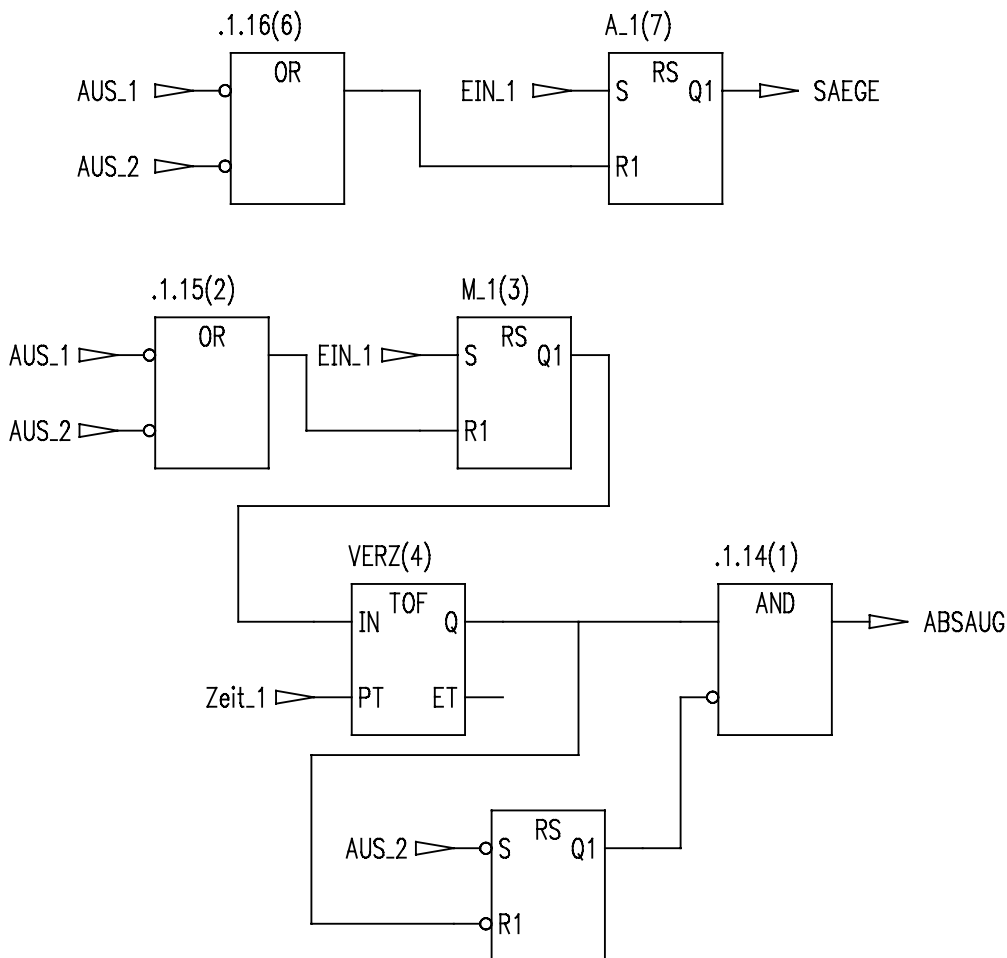 .1.16(6)
A_1(7)
OR
RS
AUS_1
EIN_1
S
Q1
SAEGE
AUS_2
R1
.1.15(2)
M_1(3)
OR
RS
AUS_1
EIN_1
S
Q1
AUS_2
R1
VERZ(4)
.1.14(1)
TOF
AND
IN
Q
ABSAUG
Zeit_1
PT
ET
RS
AUS_2
S
Q1
R1